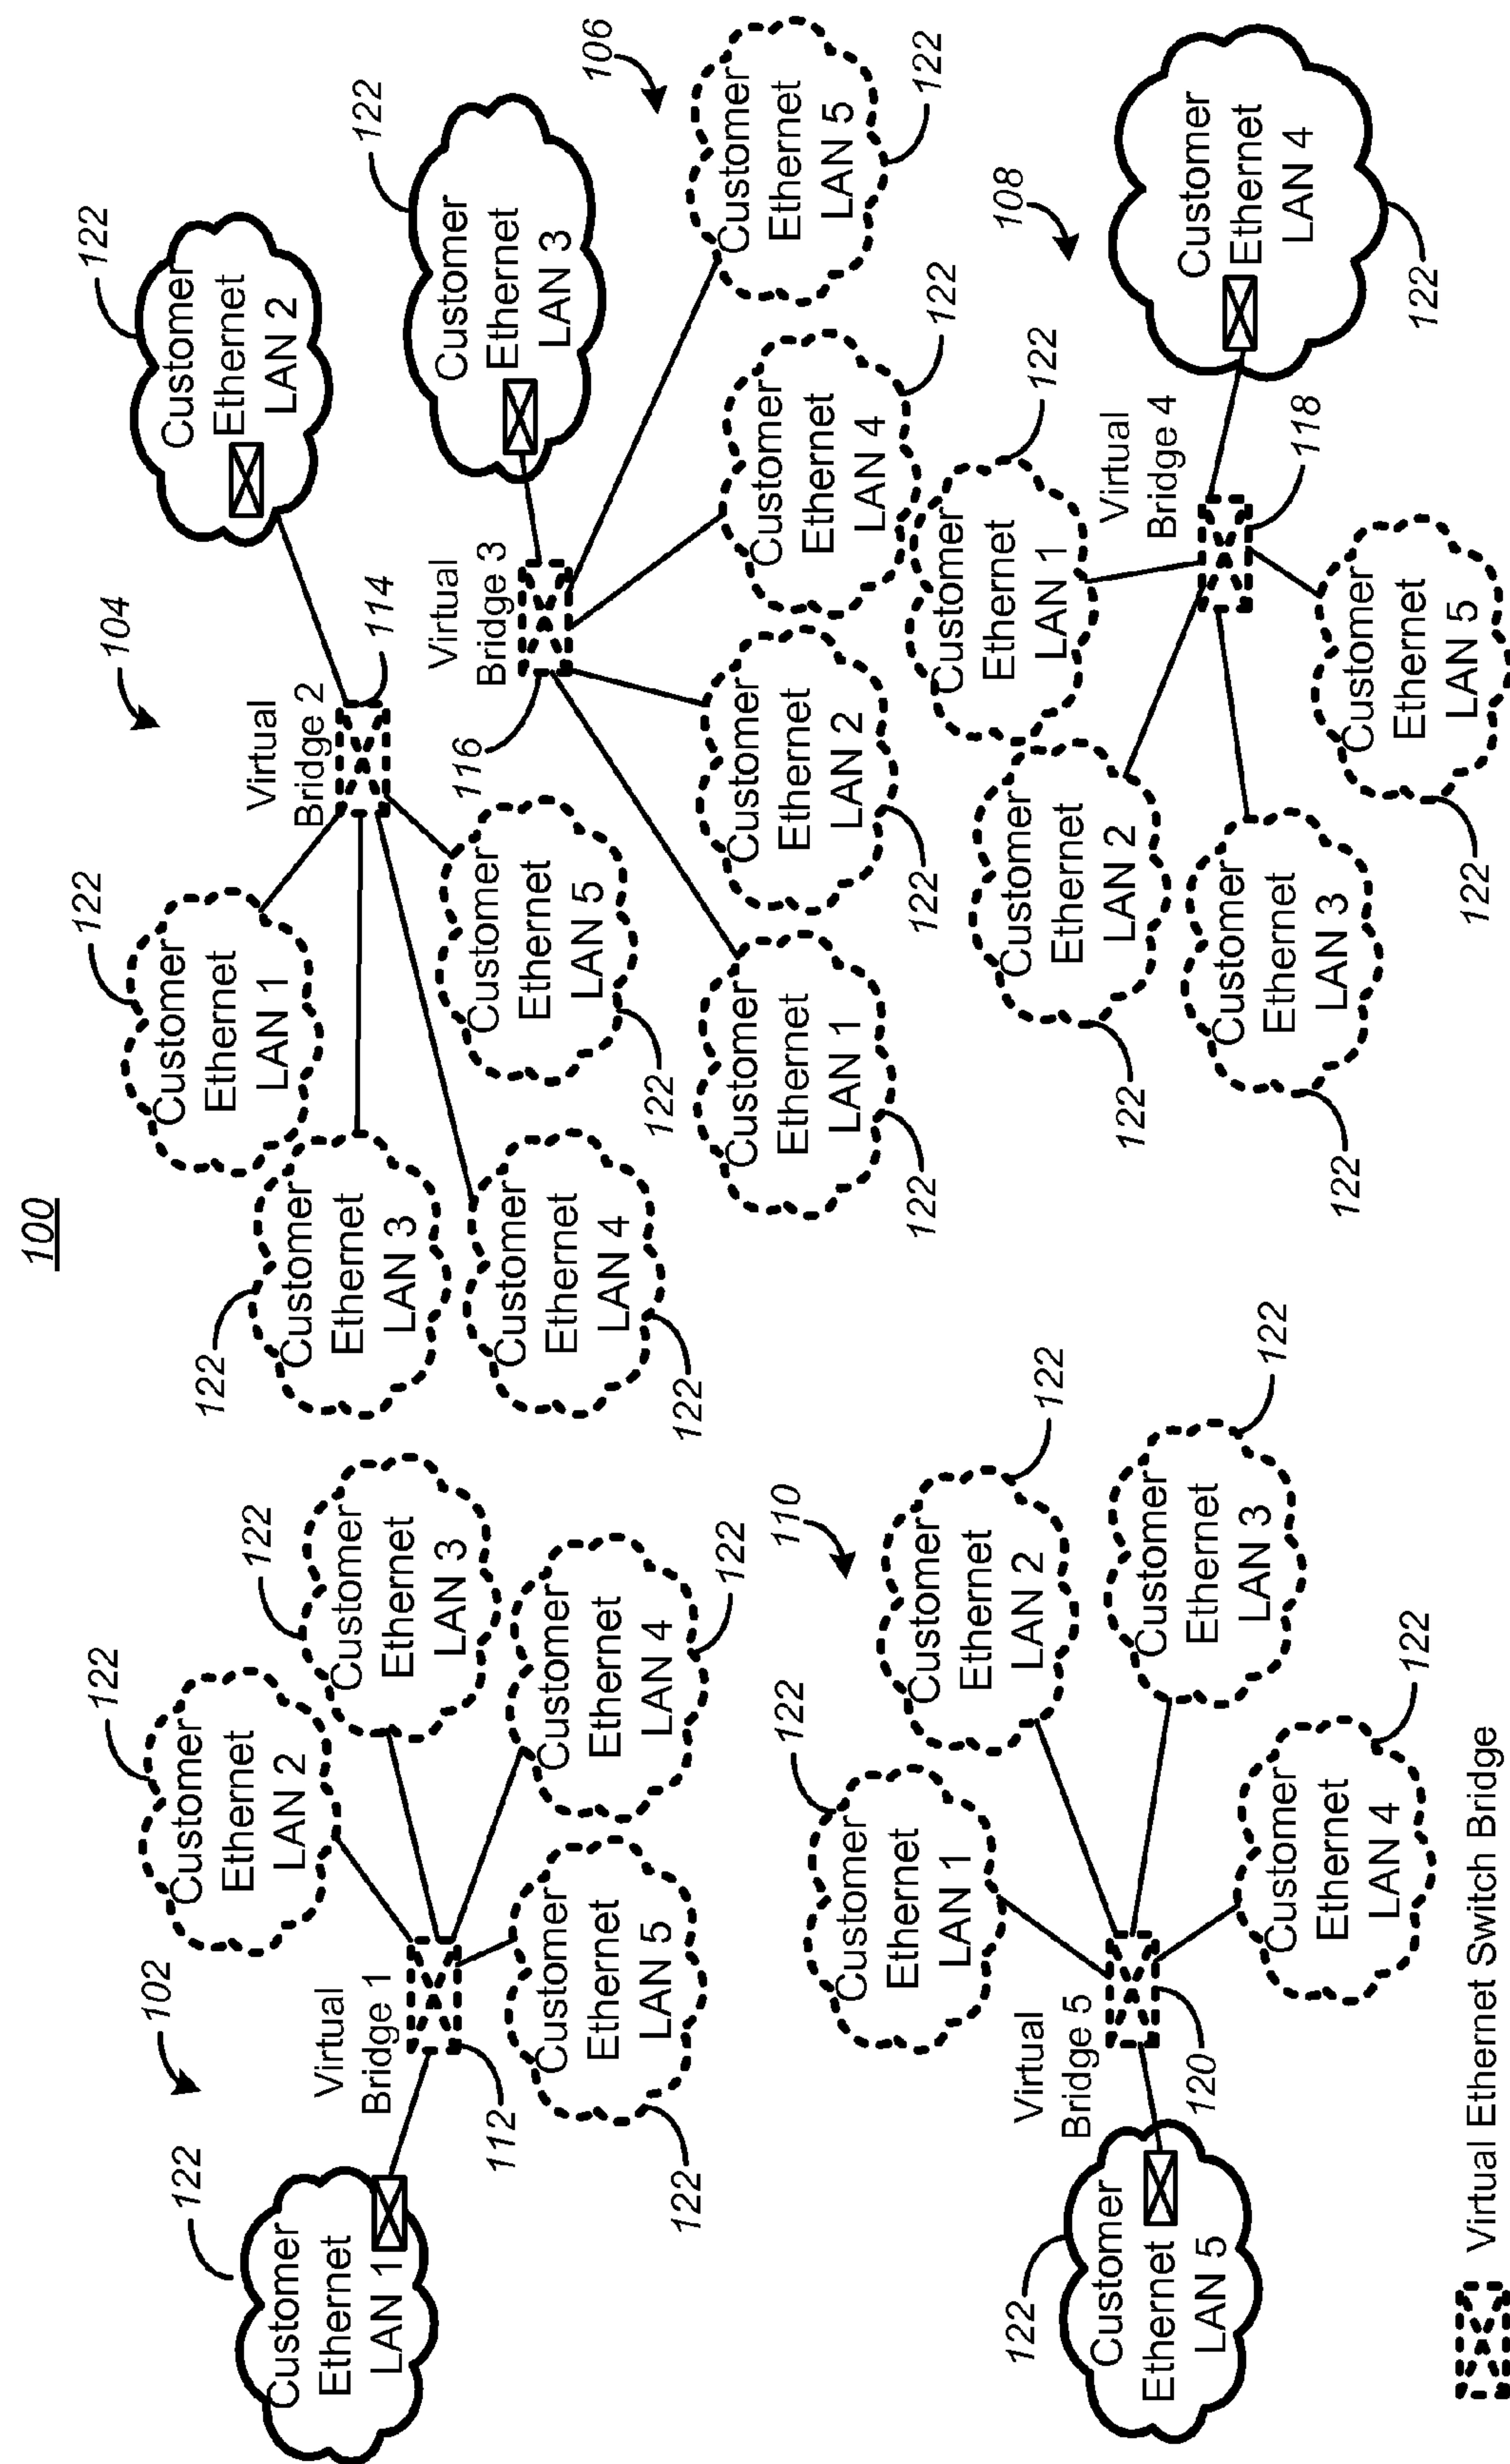 100
102
122
Customer
Ethernet
LAN 1
Virtual
Bridge 1
112
122
Customer
Ethernet
LAN 2
122
Customer
Ethernet
LAN 3
Customer
Ethernet
LAN 4
122
Customer
Ethernet
LAN 5
122
104
Virtual
Bridge 2
114
122
Customer
Ethernet
LAN 2
122
Customer
Ethernet
LAN 1
122
Customer
Ethernet
LAN 3
Customer
Ethernet
LAN 4
122
Customer
Ethernet
LAN 5
122
106
Virtual
Bridge 3
116
122
Customer
Ethernet
LAN 3
Customer
Ethernet
LAN 1
122
Customer
Ethernet
LAN 2
122
Customer
Ethernet
LAN 4
122
Customer
Ethernet
LAN 5
122
108
Virtual
Bridge 4
118
Customer
Ethernet
LAN 4
122
Customer
Ethernet
LAN 1
122
Customer
Ethernet
LAN 2
122
Customer
Ethernet
LAN 3
122
Customer
Ethernet
LAN 5
122
110
Virtual
Bridge 5
120
122
Customer
Ethernet
LAN 5
122
Customer
Ethernet
LAN 1
Customer
Ethernet
LAN 2
122
Customer
Ethernet
LAN 3
122
Customer
Ethernet
LAN 4
122
Virtual Ethernet Switch Bridge